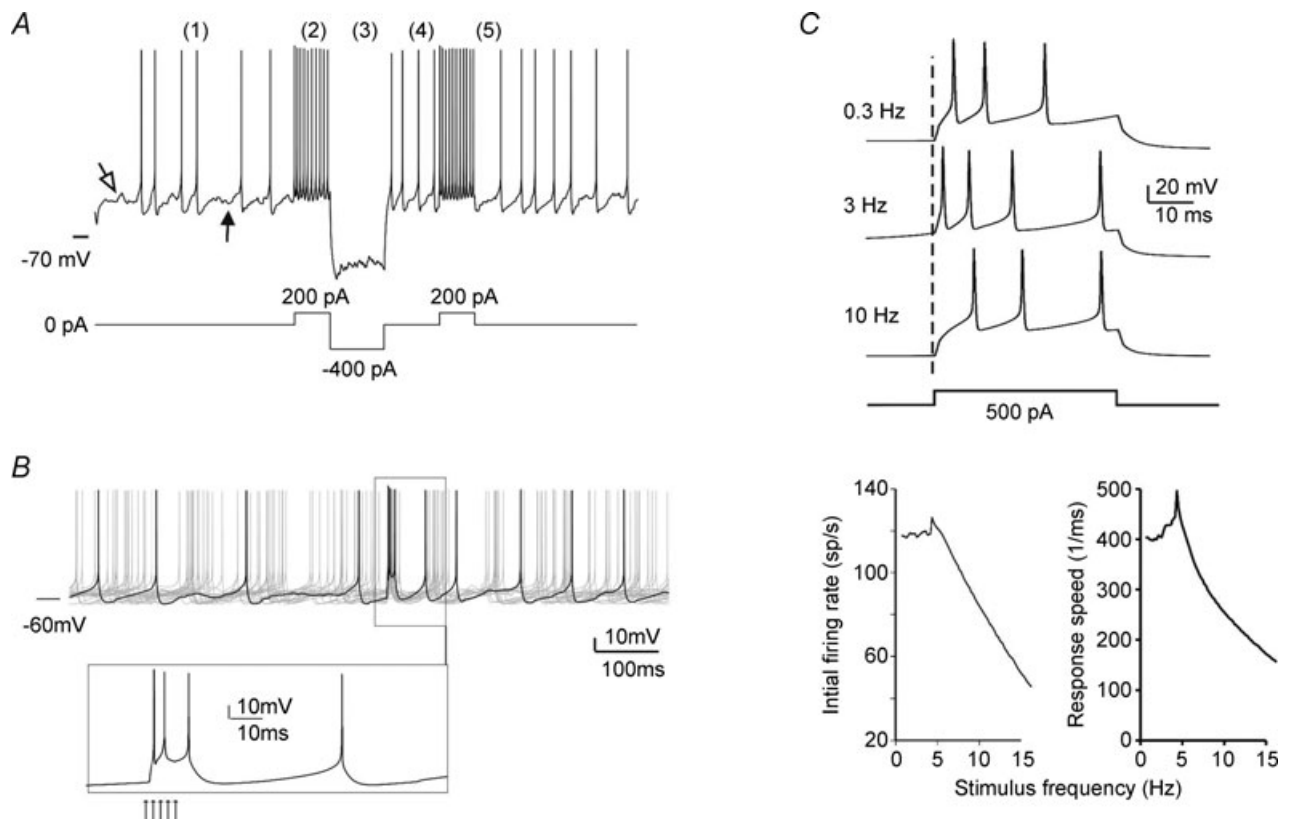 A
(1) (2) (3) (4) (5)
-70 mV
200 pA 200 pA
0 pA
-400 pA
B
-60mV
10mV
100ms
10mV
10ms
C
0.3 Hz
3 Hz
20 mV
10 ms
10 Hz
500 pA
Intial firing rate (sp/s)
140
100
60
20
0 5 10 15
Response speed (1/ms)
500
400
300
200
100
0
0 5 10 15
Stimulus frequency (Hz)